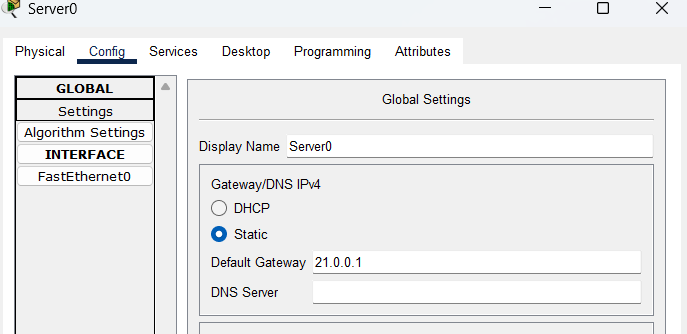 Server0
Physical Config Services Desktop Programming Attributes
GLOBAL
Settings
Algorithm Settings
INTERFACE
FastEthernet0
Global Settings
Display Name Server0
Gateway/DNS IPv4
DHCP
Static
Default Gateway 21.0.0.1
DNS Server